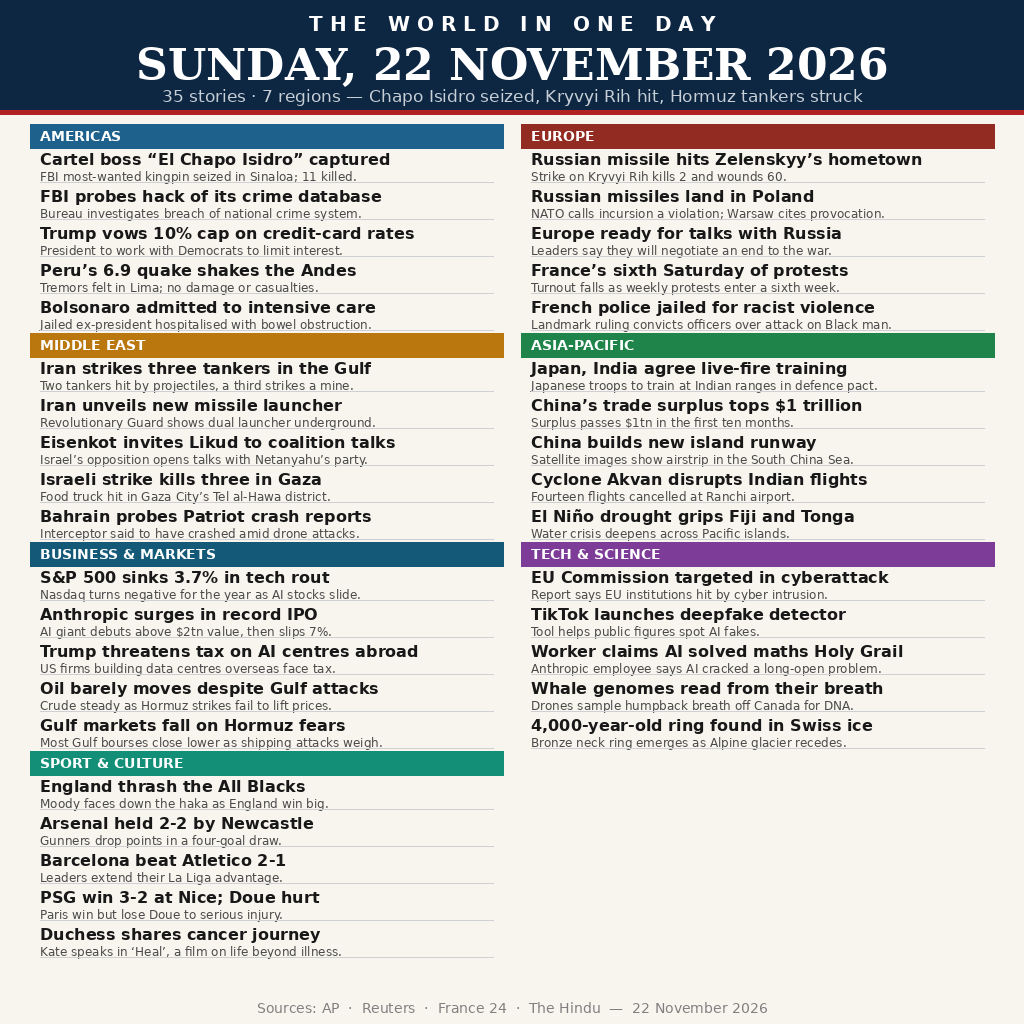 THE WORLD IN ONE DAY
SUNDAY, 22 NOVEMBER 2026
35 stories · 7 regions — Chapo Isidro seized, Kryvyi Rih hit, Hormuz tankers struck
AMERICAS
Cartel boss “El Chapo Isidro” captured
FBI most-wanted kingpin seized in Sinaloa; 11 killed.
FBI probes hack of its crime database
Bureau investigates breach of national crime system.
Trump vows 10% cap on credit-card rates
President to work with Democrats to limit interest.
Peru’s 6.9 quake shakes the Andes
Tremors felt in Lima; no damage or casualties.
Bolsonaro admitted to intensive care
Jailed ex-president hospitalised with bowel obstruction.
EUROPE
Russian missile hits Zelenskyy’s hometown
Strike on Kryvyi Rih kills 2 and wounds 60.
Russian missiles land in Poland
NATO calls incursion a violation; Warsaw cites provocation.
Europe ready for talks with Russia
Leaders say they will negotiate an end to the war.
France’s sixth Saturday of protests
Turnout falls as weekly protests enter a sixth week.
French police jailed for racist violence
Landmark ruling convicts officers over attack on Black man.
MIDDLE EAST
Iran strikes three tankers in the Gulf
Two tankers hit by projectiles, a third strikes a mine.
Iran unveils new missile launcher
Revolutionary Guard shows dual launcher underground.
Eisenkot invites Likud to coalition talks
Israel’s opposition opens talks with Netanyahu’s party.
Israeli strike kills three in Gaza
Food truck hit in Gaza City’s Tel al-Hawa district.
Bahrain probes Patriot crash reports
Interceptor said to have crashed amid drone attacks.
ASIA-PACIFIC
Japan, India agree live-fire training
Japanese troops to train at Indian ranges in defence pact.
China’s trade surplus tops $1 trillion
Surplus passes $1tn in the first ten months.
China builds new island runway
Satellite images show airstrip in the South China Sea.
Cyclone Akvan disrupts Indian flights
Fourteen flights cancelled at Ranchi airport.
El Niño drought grips Fiji and Tonga
Water crisis deepens across Pacific islands.
BUSINESS & MARKETS
S&P 500 sinks 3.7% in tech rout
Nasdaq turns negative for the year as AI stocks slide.
Anthropic surges in record IPO
AI giant debuts above $2tn value, then slips 7%.
Trump threatens tax on AI centres abroad
US firms building data centres overseas face tax.
Oil barely moves despite Gulf attacks
Crude steady as Hormuz strikes fail to lift prices.
Gulf markets fall on Hormuz fears
Most Gulf bourses close lower as shipping attacks weigh.
TECH & SCIENCE
EU Commission targeted in cyberattack
Report says EU institutions hit by cyber intrusion.
TikTok launches deepfake detector
Tool helps public figures spot AI fakes.
Worker claims AI solved maths Holy Grail
Anthropic employee says AI cracked a long-open problem.
Whale genomes read from their breath
Drones sample humpback breath off Canada for DNA.
4,000-year-old ring found in Swiss ice
Bronze neck ring emerges as Alpine glacier recedes.
SPORT & CULTURE
England thrash the All Blacks
Moody faces down the haka as England win big.
Arsenal held 2-2 by Newcastle
Gunners drop points in a four-goal draw.
Barcelona beat Atletico 2-1
Leaders extend their La Liga advantage.
PSG win 3-2 at Nice; Doue hurt
Paris win but lose Doue to serious injury.
Duchess shares cancer journey
Kate speaks in ‘Heal’, a film on life beyond illness.
Sources: AP · Reuters · France 24 · The Hindu — 22 November 2026